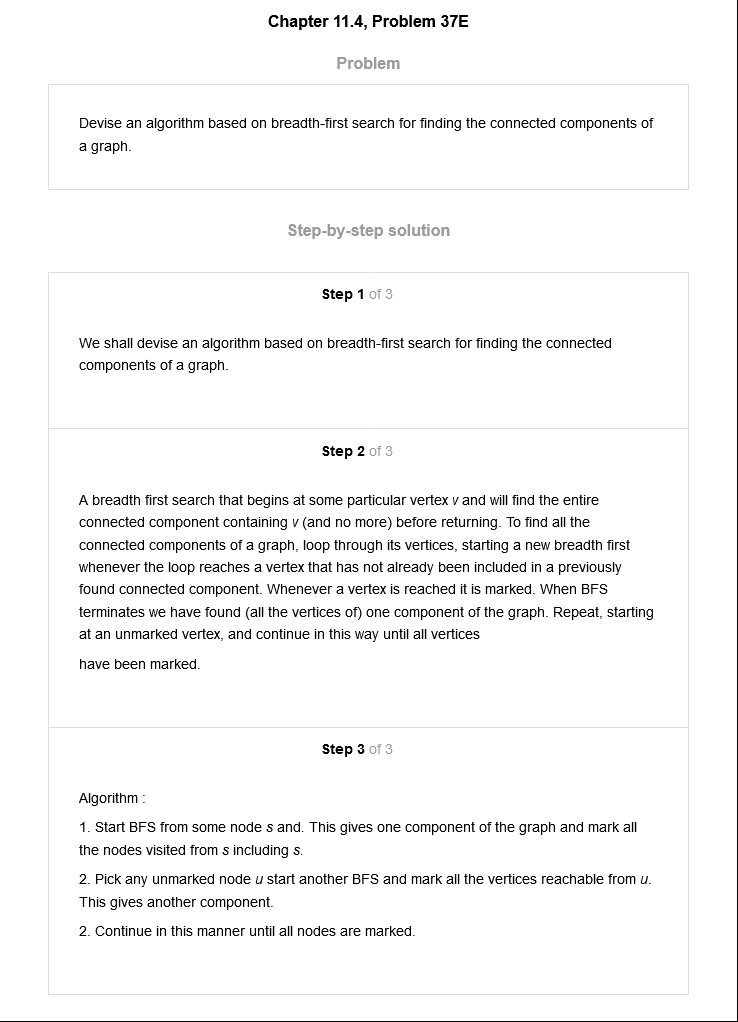 Chapter 11.4, Problem 37E
Problem
Devise an algorithm based on breadth-first search for finding the connected components of
a graph.
Step-by-step solution
Step 1 of 3
We shall devise an algorithm based on breadth-first search for finding the connected
components of a graph.
Step 2 of 3
A breadth first search that begins at some particular vertex v and will find the entire
connected component containing v (and no more) before returning. To find all the
connected components of a graph, loop through its vertices, starting a new breadth first
whenever the loop reaches a vertex that has not already been included in a previously
found connected component. Whenever a vertex is reached it is marked. When BFS
terminates we have found (all the vertices of) one component of the graph. Repeat, starting
at an unmarked vertex, and continue in this way until all vertices
have been marked.
Step 3 of 3
Algorithm :
1. Start BFS from some node s and. This gives one component of the graph and mark all
the nodes visited from s including s.
2. Pick any unmarked node u start another BFS and mark all the vertices reachable from u.
This gives another component.
2. Continue in this manner until all nodes are marked.